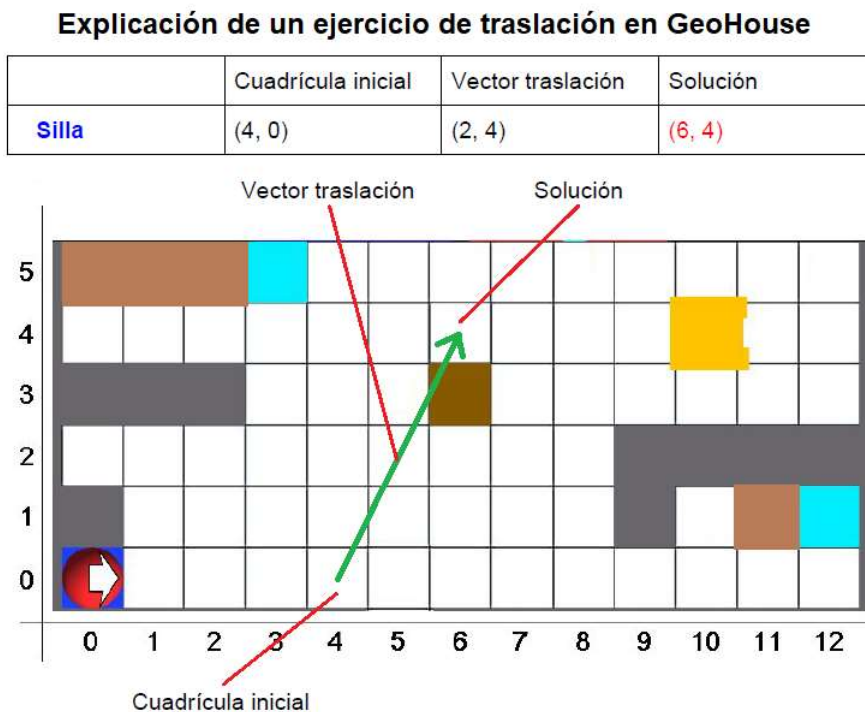 Explicación de un ejercicio de traslación en GeoHouse
Cuadrícula inicial Vector traslación Solución
Silla (4, 0) (2, 4) (6, 4)
Vector traslación Solución
5
4
3
2
1
0
0 1 2 3 4 5 6 7 8 9 10 11 12
Cuadrícula inicial